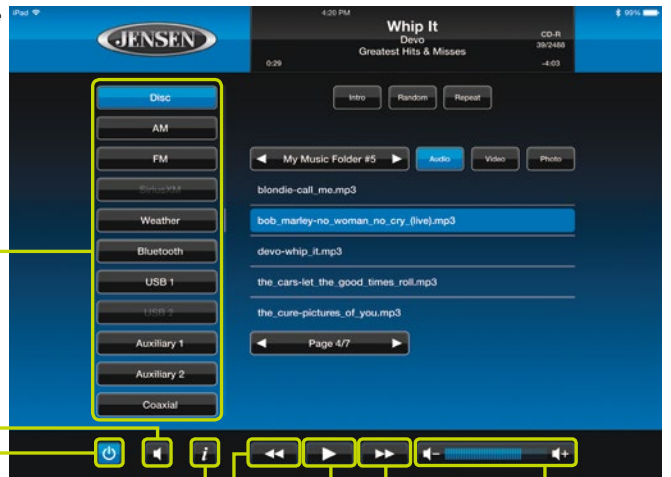 iPad 4:20 PM 99%
JENSEN
Whip It
Devo
Greatest Hits & Misses
CD-R
39/2488
0:29 -4:03
Disc
AM
FM
SiriusXM
Weather
Bluetooth
USB 1
USB 2
Auxiliary 1
Auxiliary 2
Coaxial
Intro Random Repeat
My Music Folder #5 Audio Video Photo
blondie-call_me.mp3
bob_marley-no_woman_no_cry_(live).mp3
devo-whip_it.mp3
the_cars-let_the_good_times_roll.mp3
the_cure-pictures_of_you.mp3
Page 4/7
i - +